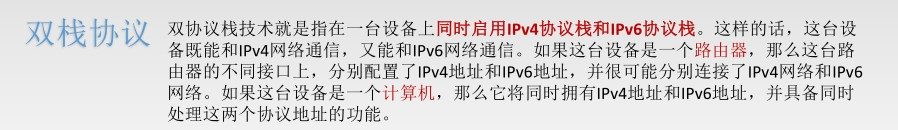 双栈协议
双协议栈技术就是指在一台设备上同时启用IPv4协议栈和IPv6协议栈。这样的话，这台设
备既能和IPv4网络通信，又能和IPv6网络通信。如果这台设备是一个路由器，那么这台路
由器的不同接口上，分别配置了IPv4地址和IPv6地址，并很可能分别连接了IPv4网络和IPv6
网络。如果这台设备是一个计算机，那么它将同时拥有IPv4地址和IPv6地址，并具备同时
处理这两个协议地址的功能。